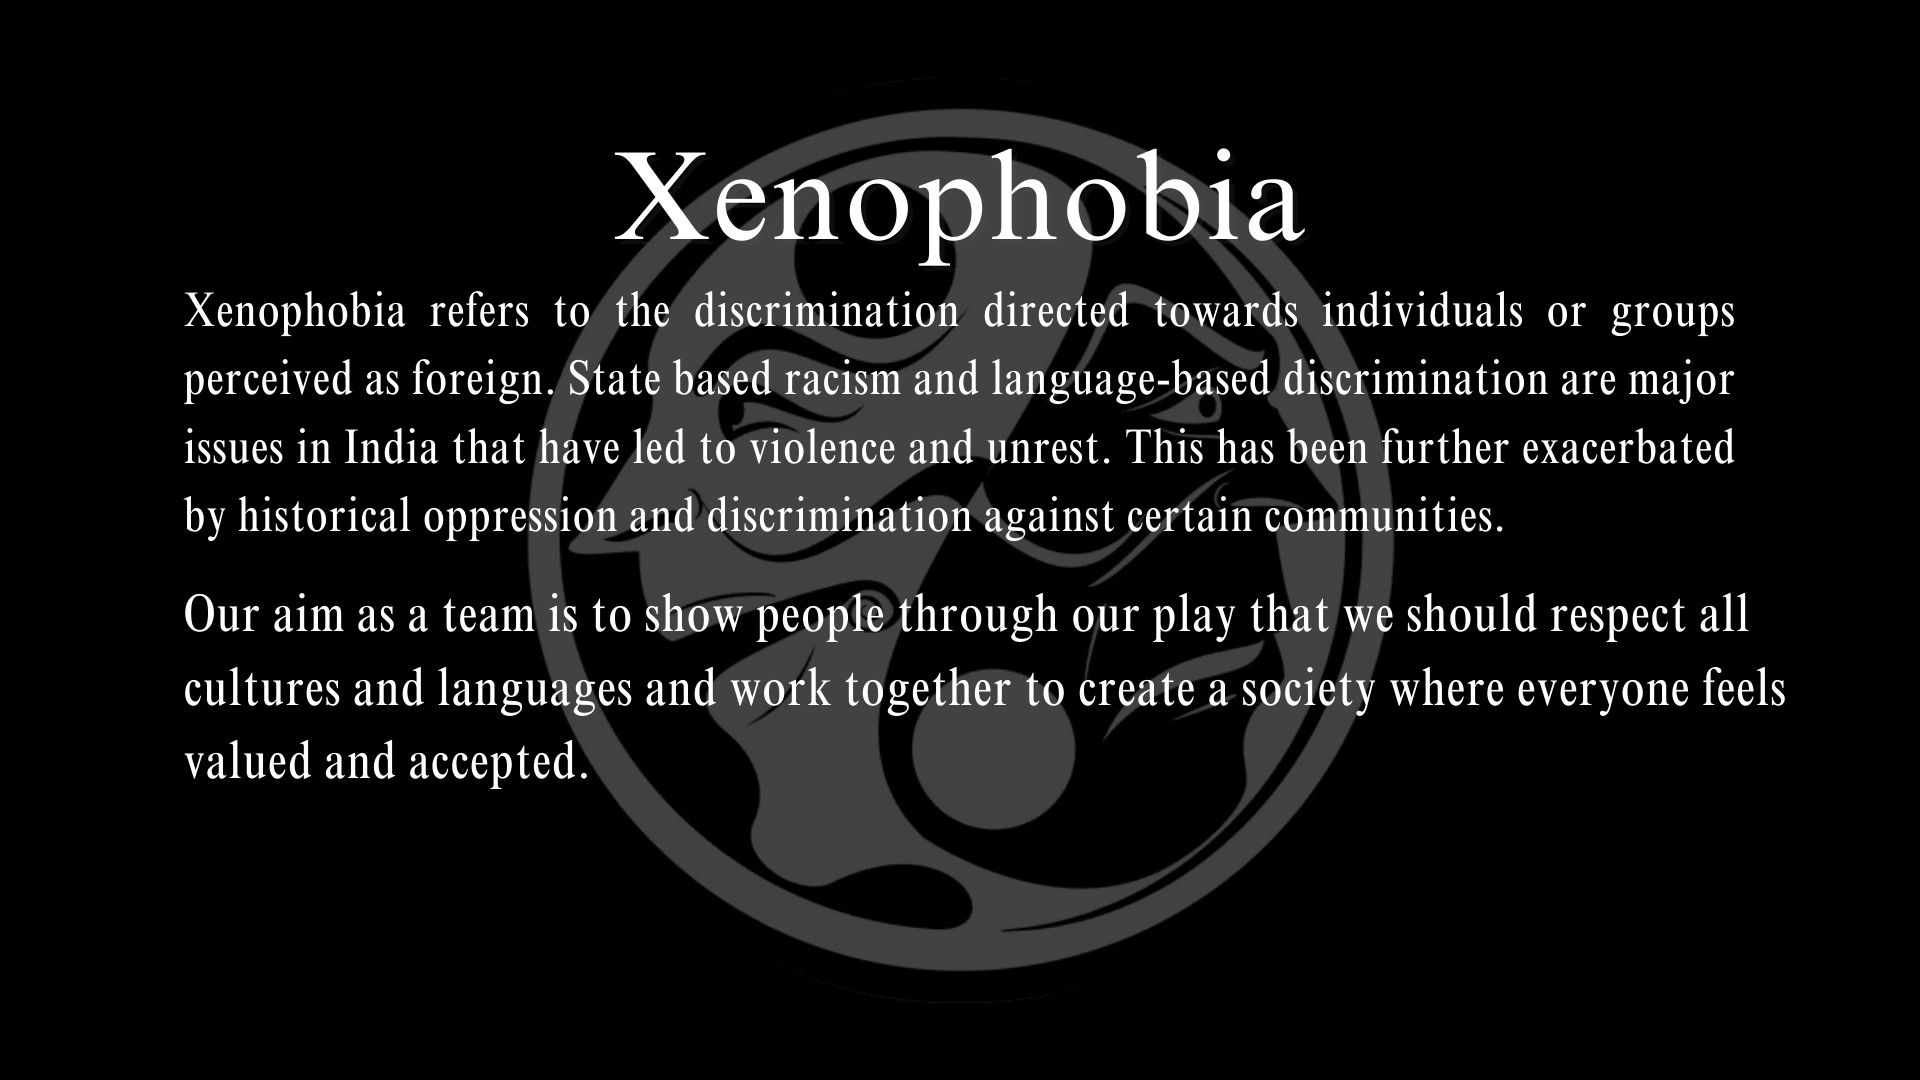 Xenophobia
Xenophobia refers to the discrimination directed towards individuals or groups
perceived as foreign. State based racism and language-based discrimination are major
issues in India that have led to violence and unrest. This has been further exacerbated
by historical oppression and discrimination against certain communities.
Our aim as a team is to show people through our play that we should respect all
cultures and languages and work together to create a society where everyone feels
valued and accepted.